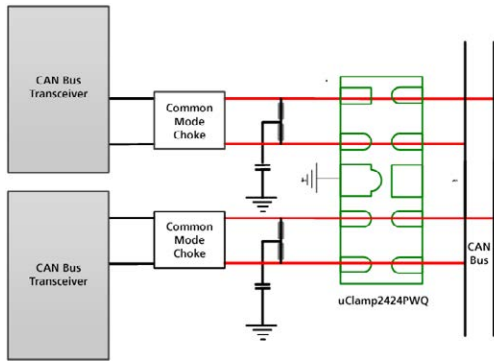 CAN Bus
Transceiver
Common
Mode
Choke
CAN Bus
Transceiver
Common
Mode
Choke
CAN
Bus
uClamp2424PWQ